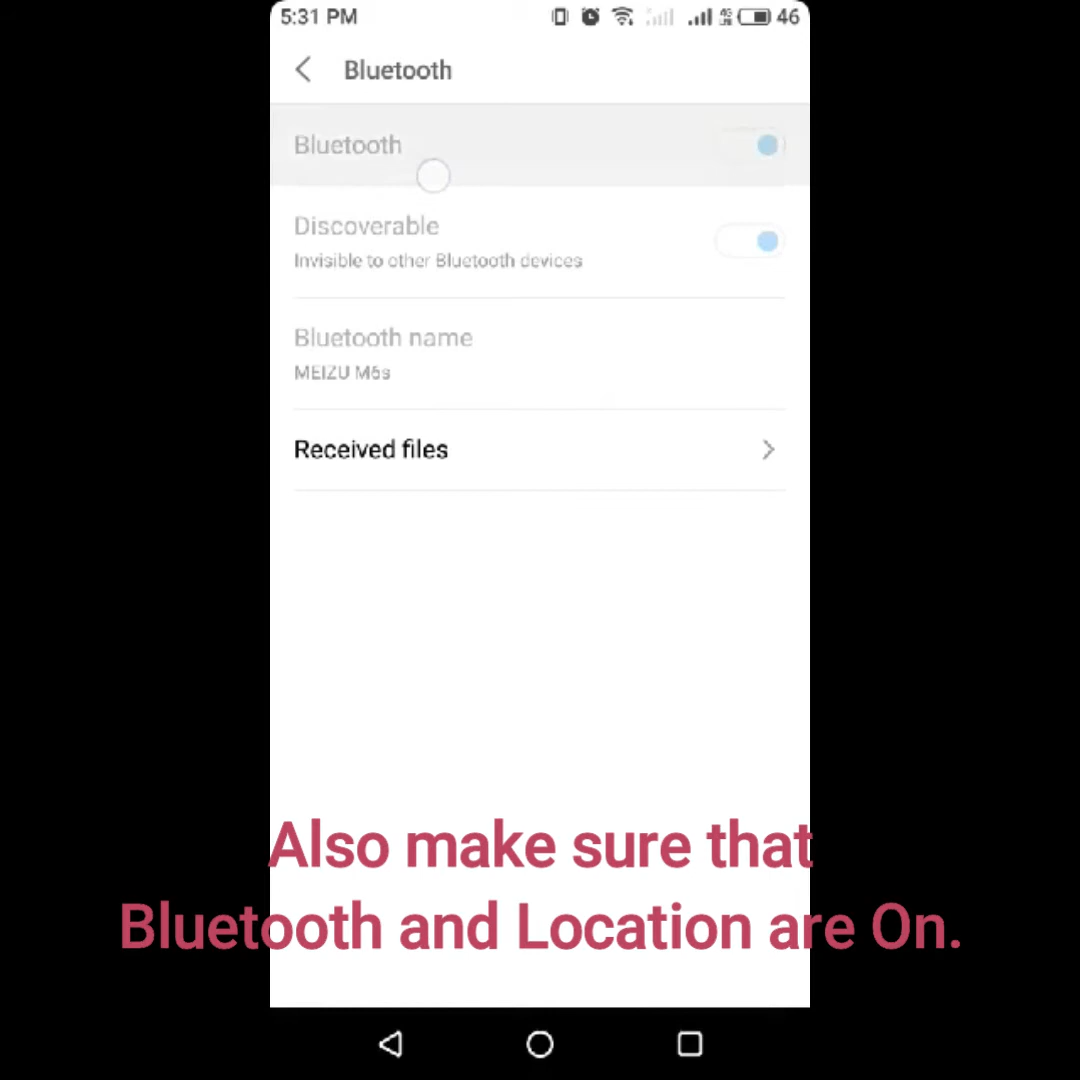 5:31 PM 46
Bluetooth
Bluetooth
Discoverable
Invisible to other Bluetooth devices
Bluetooth name
MEIZU M6s
Received files
Also make sure that
Bluetooth and Location are On.